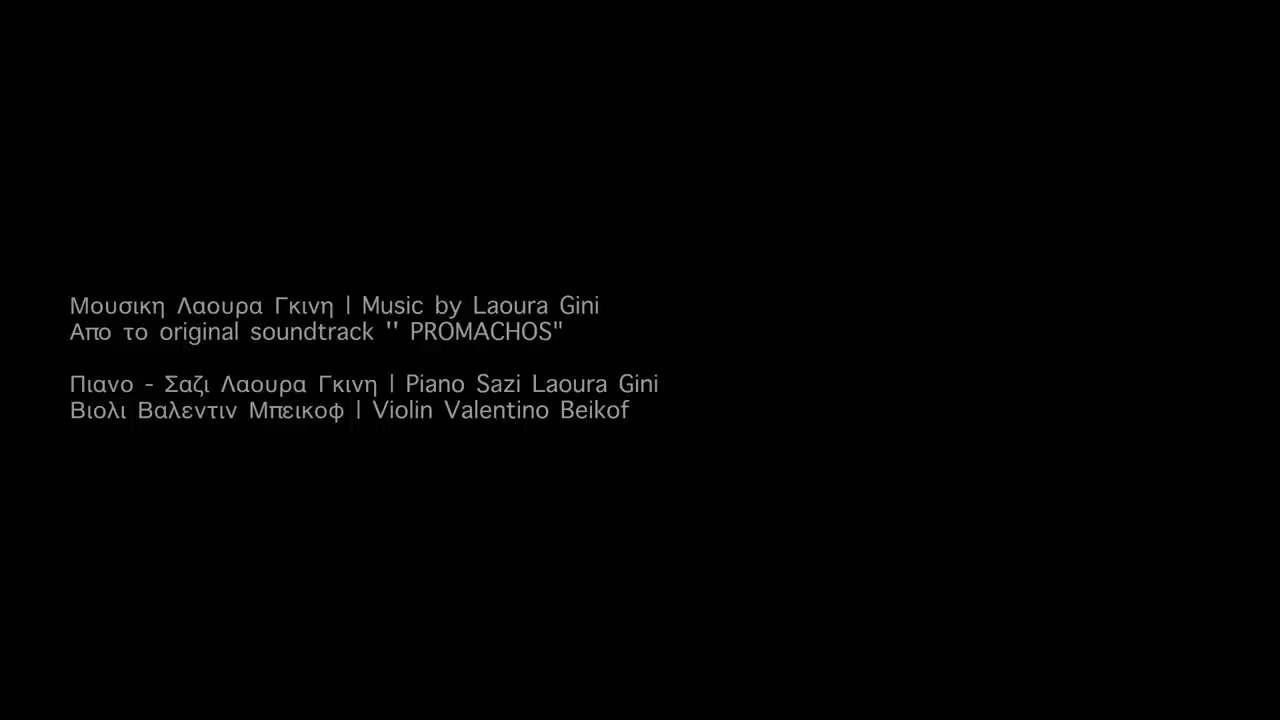 Μουσικη Λαουρα Γκινη | Music by Laoura Gini
Απο το original soundtrack '' PROMACHOS"
Πιανο - Σαζι Λαουρα Γκινη | Piano Sazi Laoura Gini
Βιολι Βαλεντιν Μπεικοφ | Violin Valentino Beikof